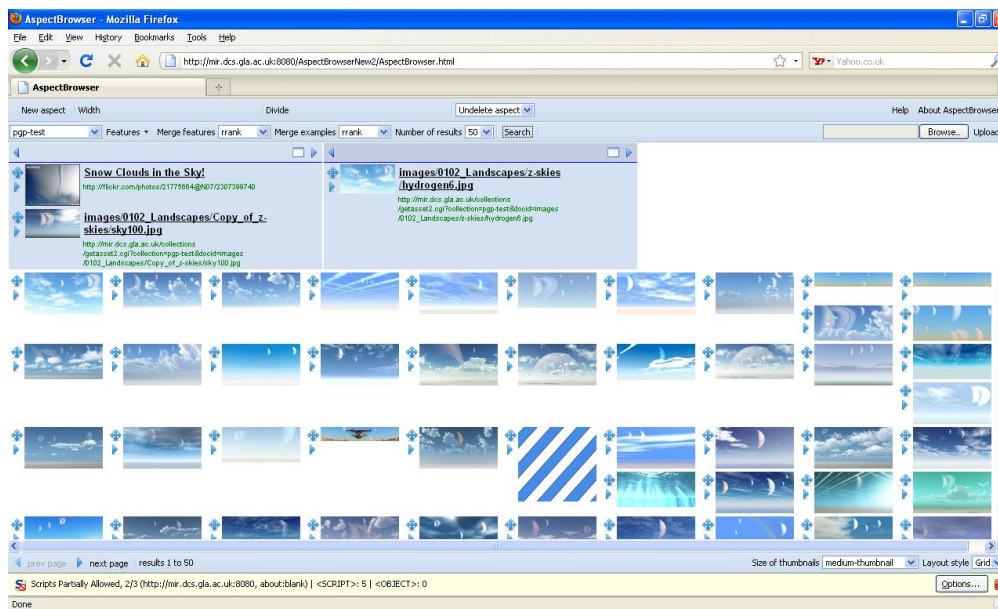 AspectBrowser - Mozilla Firefox
File Edit View History Bookmarks Tools Help
http://mir.dcs.gla.ac.uk:8080/AspectBrowserNew2/AspectBrowser.html
Yahoo.co.uk
AspectBrowser
New aspect Width Divide Undelete aspect Help About AspectBrowser
pgp-test Features Merge features rrank Merge examples rrank Number of results 50 Search Browse... Upload
Snow Clouds in the Sky!
http://flickr.com/photos/21775664@N07/2307399740
images/0102_Landscapes/Copy_of_z-
skies/sky100.jpg
http://mir.dcs.gla.ac.uk/collections
/getasset2.cgi?collection=pgp-test&docid=images
/0102_Landscapes/Copy_of_z-skies/sky100.jpg
images/0102_Landscapes/z-skies
/hydrogen6.jpg
http://mir.dcs.gla.ac.uk/collections
/getasset2.cgi?collection=pgp-test&docid=images
/0102_Landscapes/z-skies/hydrogen6.jpg
prev page next page results 1 to 50 Size of thumbnails medium-thumbnail Layout style Grid
Scripts Partially Allowed, 2/3 (http://mir.dcs.gla.ac.uk:8080, about:blank) | <SCRIPT>: 5 | <OBJECT>: 0 Options...
Done